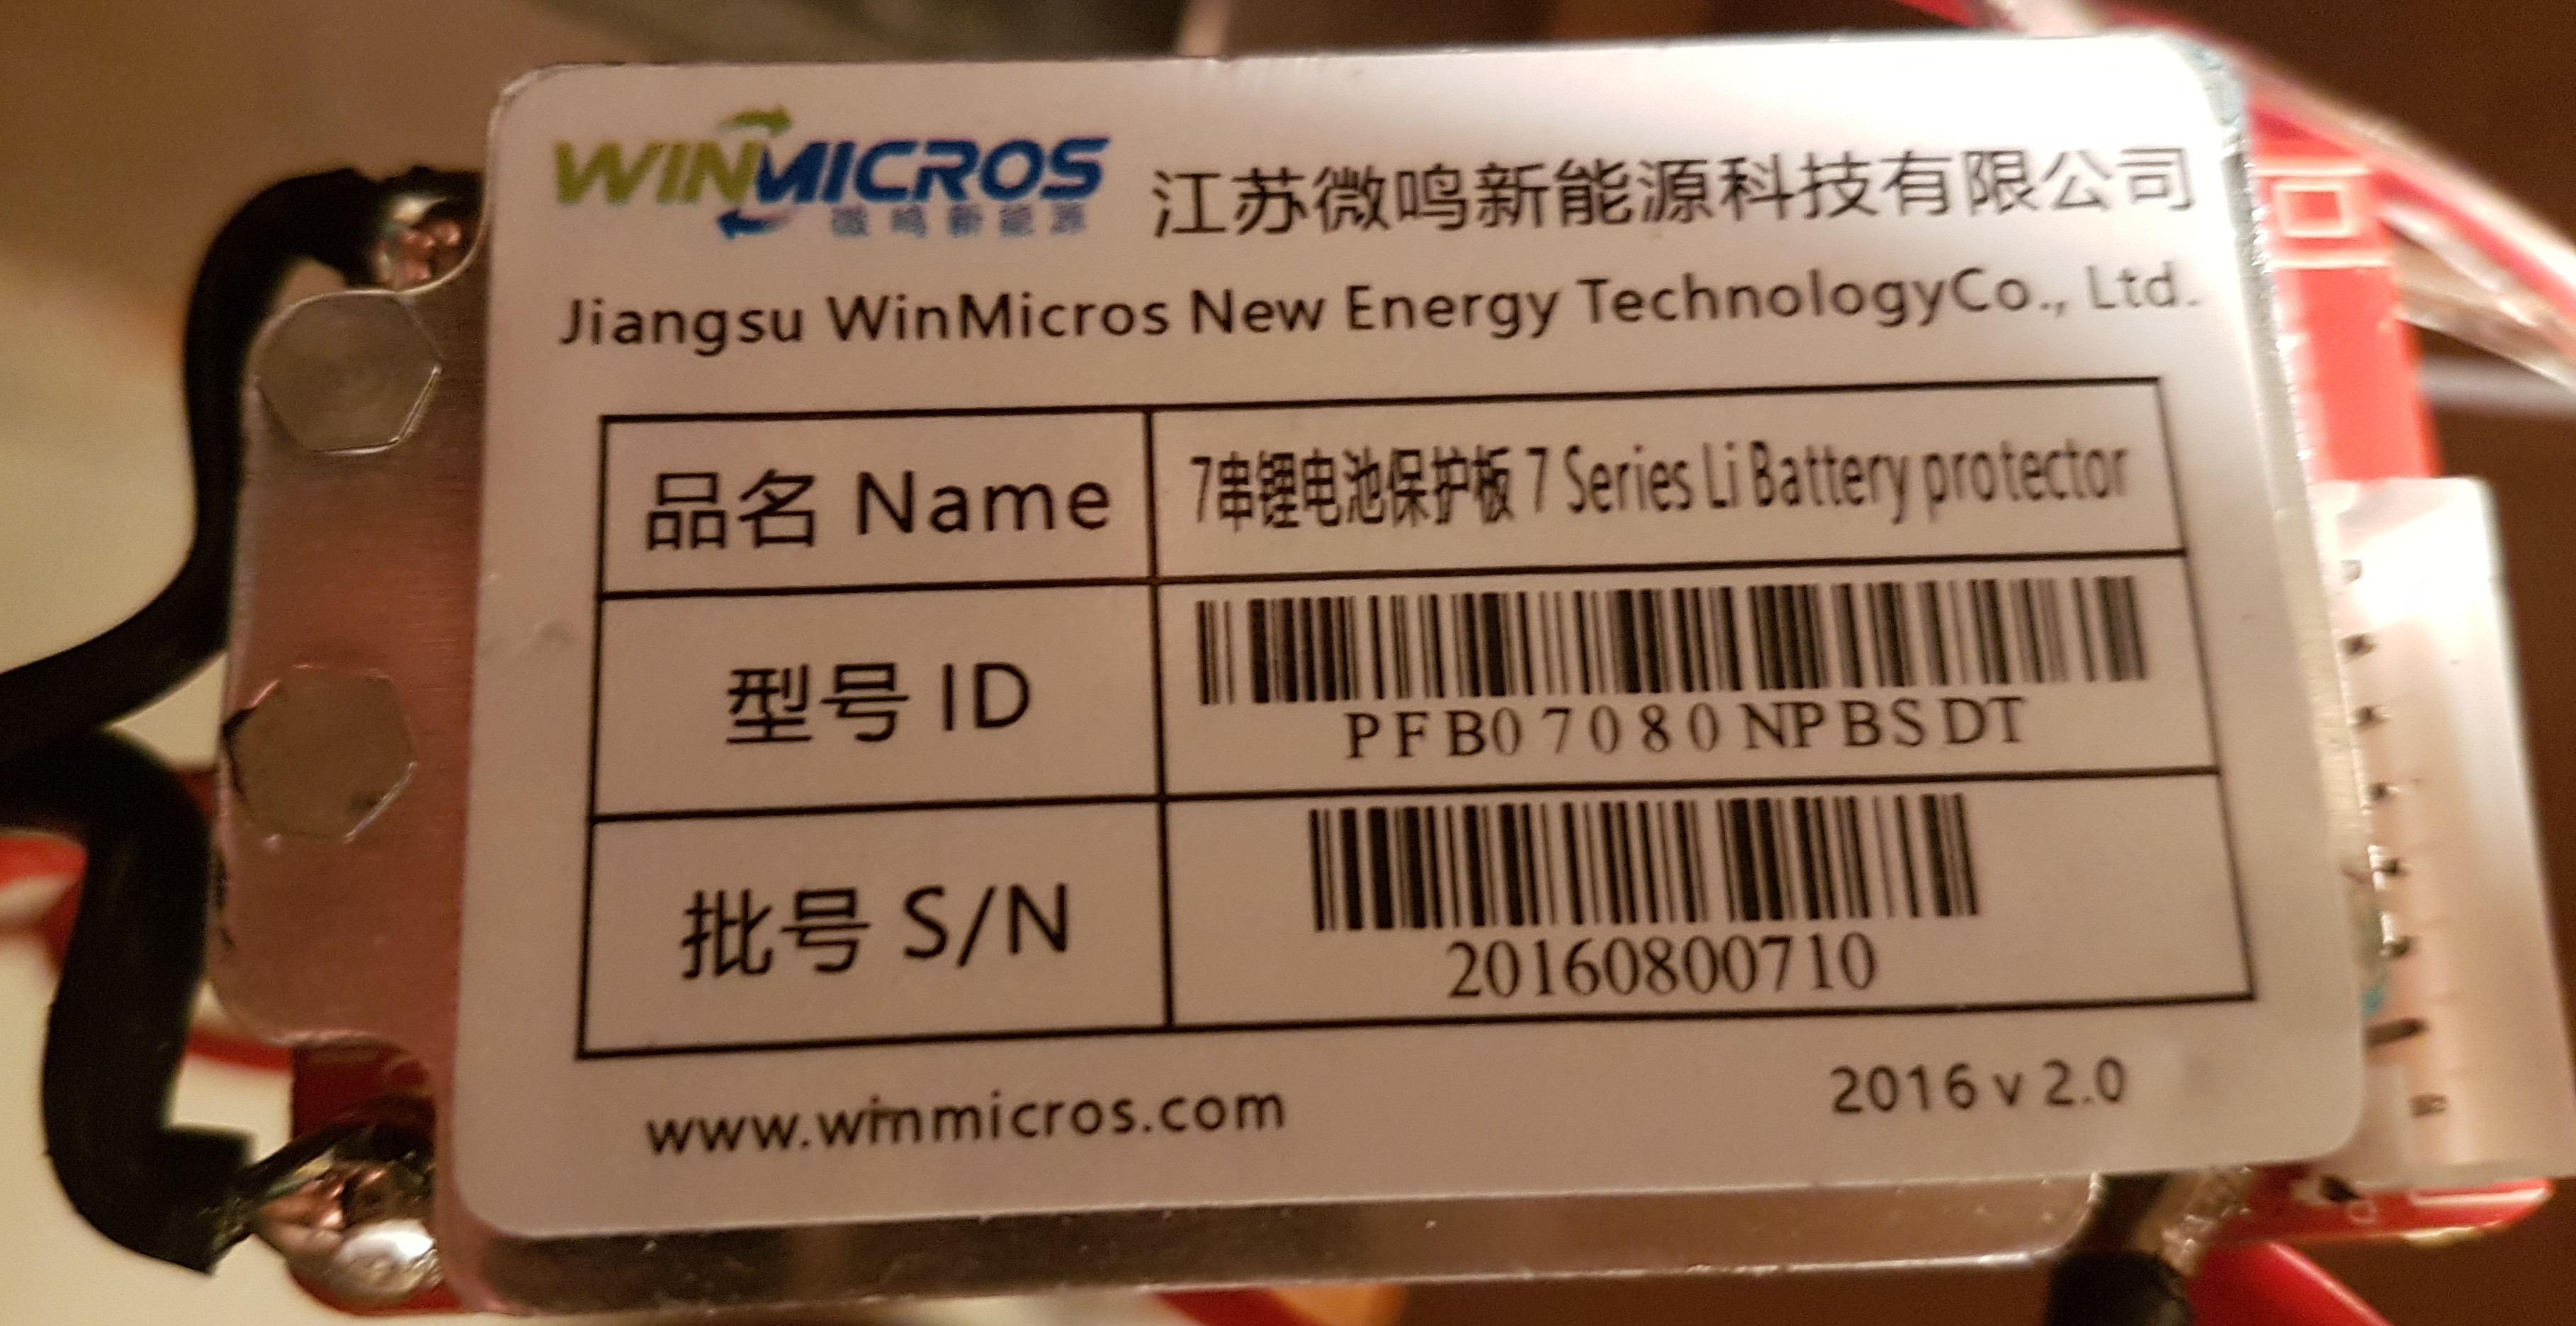 WINMICROS
微鸣新能源
江苏微鸣新能源科技有限公司
Jiangsu WinMicros New Energy TechnologyCo., Ltd.
品名 Name
7串锂电池保护板 7 Series Li Battery protector
型号 ID
PFB07080NPBSDT
批号 S/N
20160800710
www.winmicros.com
2016 v 2.0